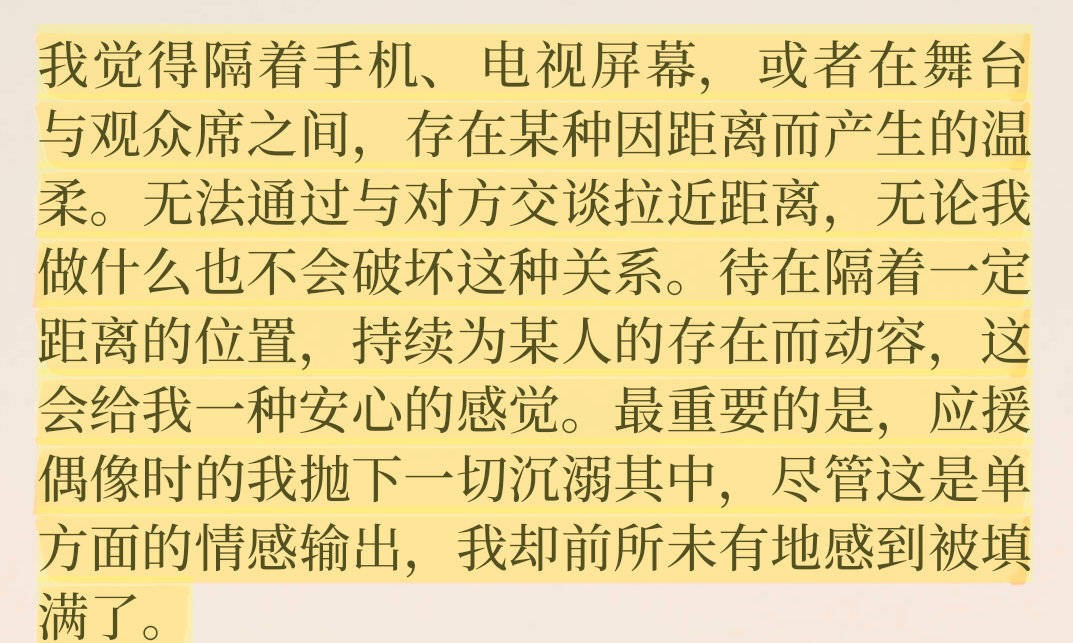 我觉得隔着手机、电视屏幕，或者在舞台
与观众席之间，存在某种因距离而产生的温
柔。无法通过与对方交谈拉近距离，无论我
做什么也不会破坏这种关系。待在隔着一定
距离的位置，持续为某人的存在而动容，这
会给我一种安心的感觉。最重要的是，应援
偶像时的我抛下一切沉溺其中，尽管这是单
方面的情感输出，我却前所未有地感到被填
满了。